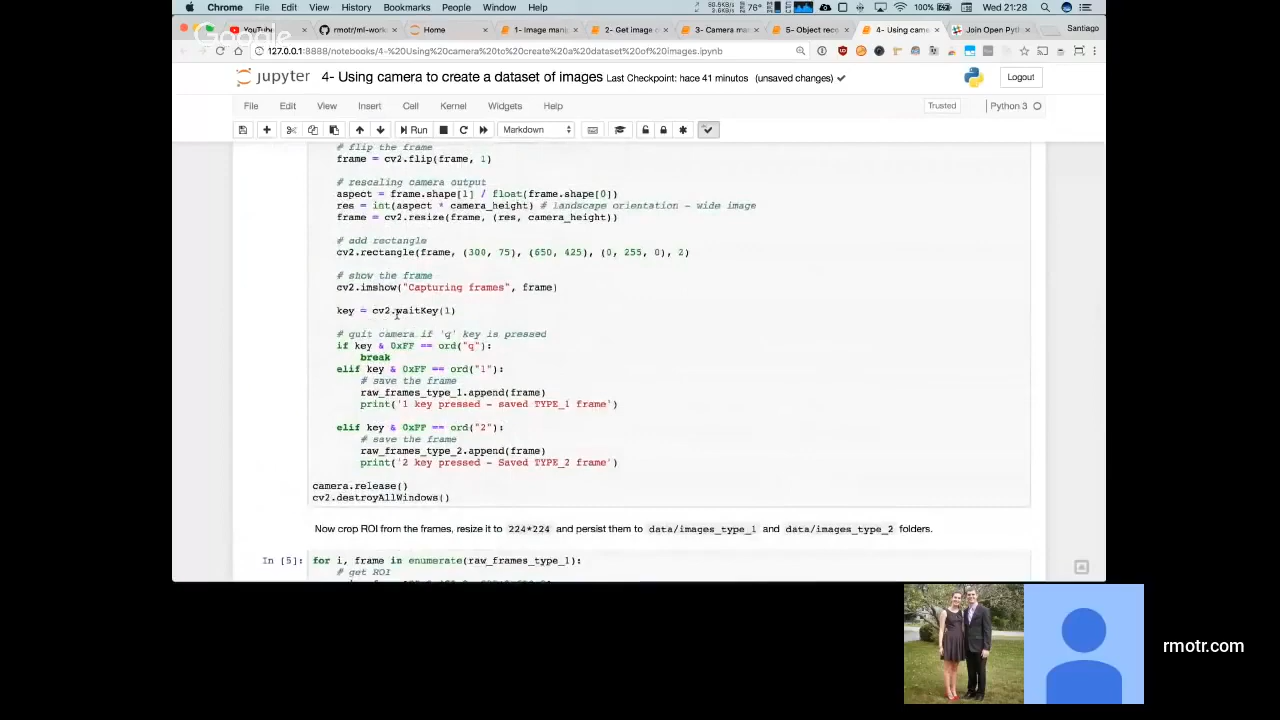 Chrome File Edit View History Bookmarks People Window Help 76° 100% Wed 21:28
YouTube rmotr/ml-work Home 1- Image mani 2- Get image 3- Camera ma 5- Object reco 4- Using came Join Open Pyth Santiago
127.0.0.1:8888/notebooks/4-%20Using%20camera%20to%20create%20a%20dataset%20of%20images.ipynb
Google
jupyter 4- Using camera to create a dataset of images Last Checkpoint: hace 41 minutos (unsaved changes) Logout
File Edit View Insert Cell Kernel Widgets Help Trusted Python 3
Run Markdown
# flip the frame
frame = cv2.flip(frame, 1)
# rescaling camera output
aspect = frame.shape[1] / float(frame.shape[0])
res = int(aspect * camera_height) # landscape orientation - wide image
frame = cv2.resize(frame, (res, camera_height))
# add rectangle
cv2.rectangle(frame, (300, 75), (650, 425), (0, 255, 0), 2)
# show the frame
cv2.imshow("Capturing frames", frame)
key = cv2.waitKey(1)
# quit camera if 'q' key is pressed
if key & 0xFF == ord("q"):
break
elif key & 0xFF == ord("1"):
# save the frame
raw_frames_type_1.append(frame)
print('1 key pressed - saved TYPE_1 frame')
elif key & 0xFF == ord("2"):
# save the frame
raw_frames_type_2.append(frame)
print('2 key pressed - Saved TYPE_2 frame')
camera.release()
cv2.destroyAllWindows()
Now crop ROI from the frames, resize it to 224*224 and persist them to data/images_type_1 and data/images_type_2 folders.
In [5]: for i, frame in enumerate(raw_frames_type_1):
# get ROI
rmotr.com